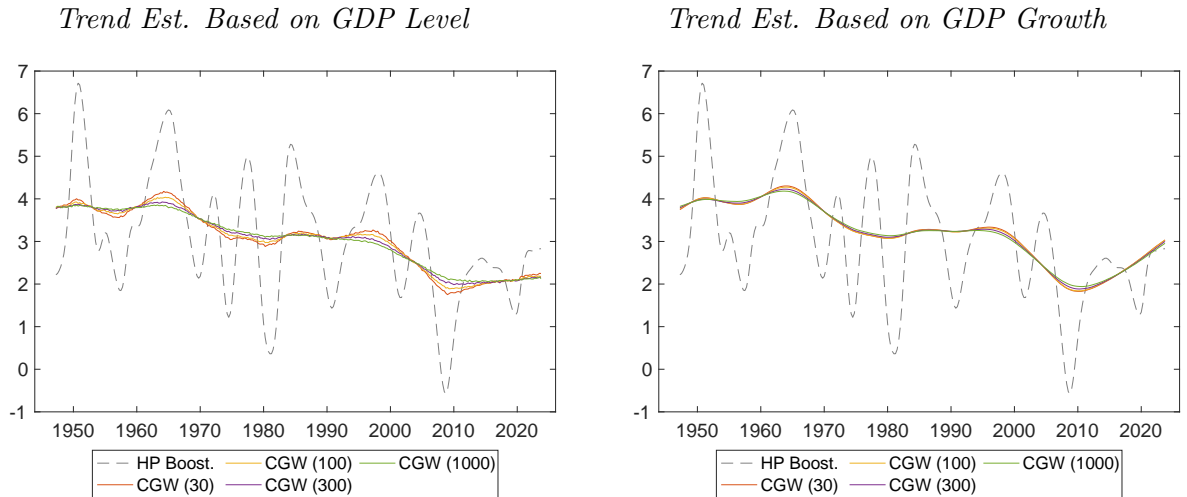 Trend Est. Based on GDP Level
7
6
5
4
3
2
1
0
-1
1950 1960 1970 1980 1990 2000 2010 2020
HP Boost. CGW (100) CGW (1000)
CGW (30) CGW (300)
Trend Est. Based on GDP Growth
7
6
5
4
3
2
1
0
-1
1950 1960 1970 1980 1990 2000 2010 2020
HP Boost. CGW (100) CGW (1000)
CGW (30) CGW (300)